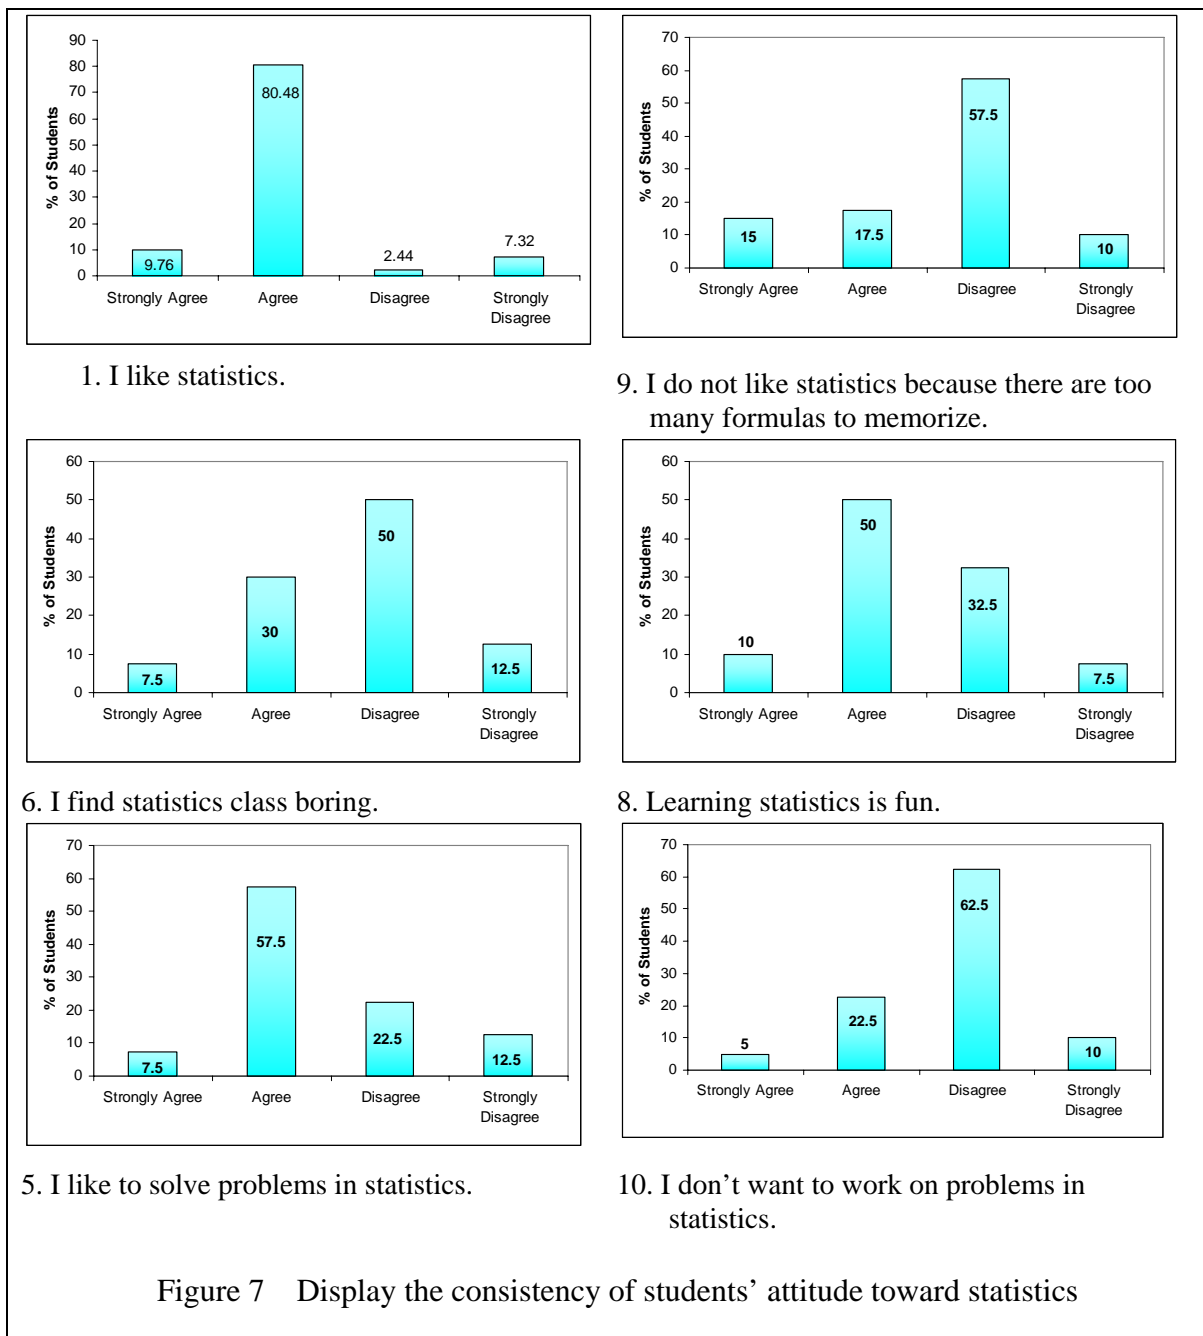 90
80
70
60
50
40
30
20
10
0
% of Students
9.76
80.48
2.44
7.32
Strongly Agree
Agree
Disagree
Strongly
Disagree
1. I like statistics.
70
60
50
40
30
20
10
0
% of Students
15
17.5
57.5
10
Strongly Agree
Agree
Disagree
Strongly
Disagree
9. I do not like statistics because there are too
many formulas to memorize.
60
50
40
30
20
10
0
% of Students
7.5
30
50
12.5
Strongly Agree
Agree
Disagree
Strongly
Disagree
6. I find statistics class boring.
60
50
40
30
20
10
0
% of Students
10
50
32.5
7.5
Strongly Agree
Agree
Disagree
Strongly
Disagree
8. Learning statistics is fun.
70
60
50
40
30
20
10
0
% of Students
7.5
57.5
22.5
12.5
Strongly Agree
Agree
Disagree
Strongly
Disagree
5. I like to solve problems in statistics.
70
60
50
40
30
20
10
0
% of Students
5
22.5
62.5
10
Strongly Agree
Agree
Disagree
Strongly
Disagree
10. I don’t want to work on problems in
statistics.
Figure 7 Display the consistency of students’ attitude toward statistics